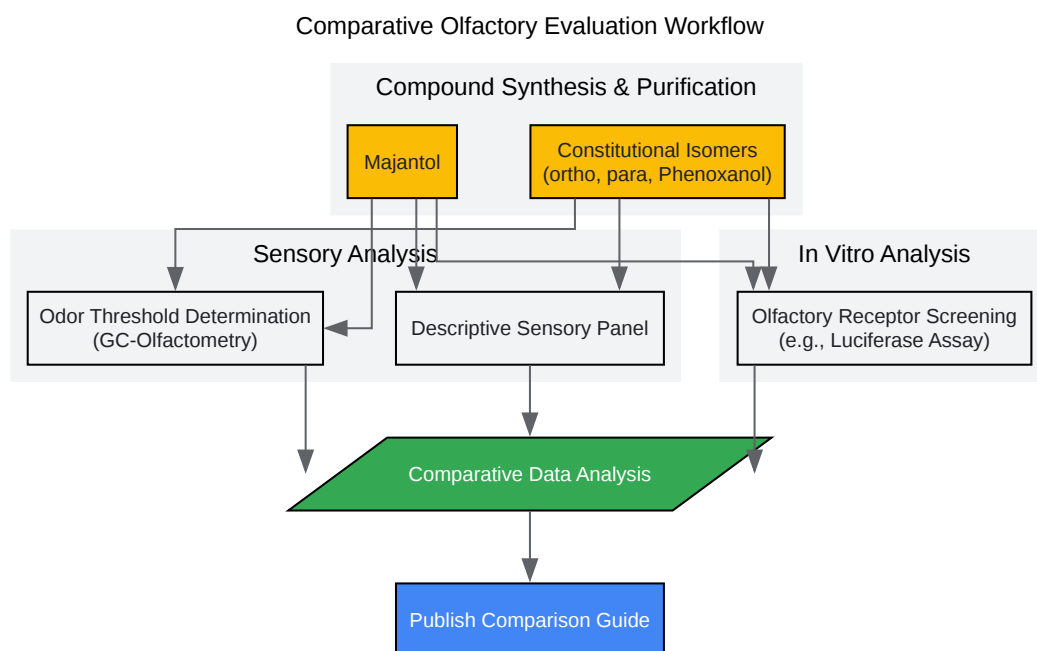 Comparative Olfactory Evaluation Workflow
Compound Synthesis & Purification
Majantol
Constitutional Isomers
(ortho, para, Phenoxanol)
Sensory Analysis
In Vitro Analysis
Odor Threshold Determination
(GC-Olfactometry)
Descriptive Sensory Panel
Olfactory Receptor Screening
(e.g., Luciferase Assay)
Comparative Data Analysis
Publish Comparison Guide